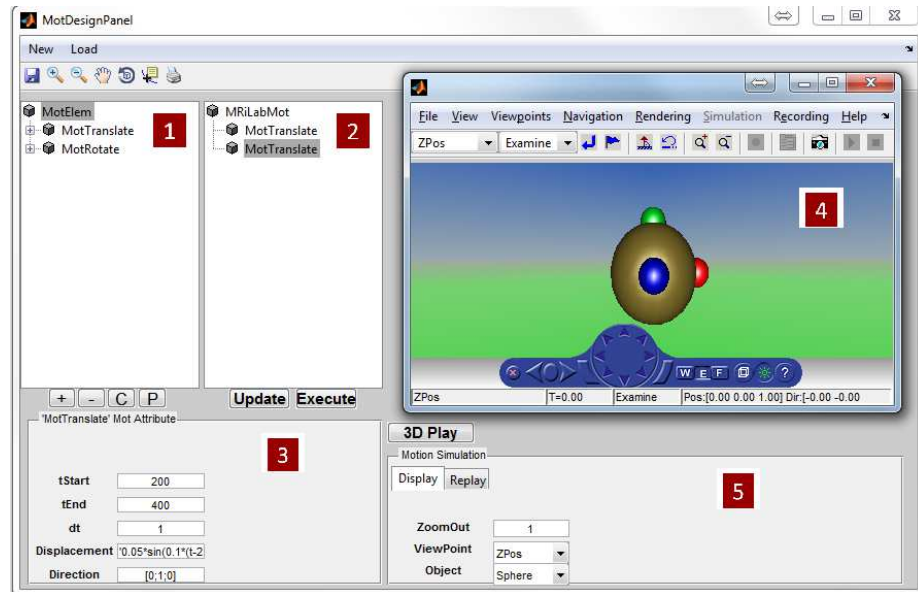 MotDesignPanel
New Load
MotElem
MotTranslate
MotRotate
1
MRiLabMot
MotTranslate
MotTranslate
2
File View Viewpoints Navigation Rendering Simulation Recording Help
ZPos Examine
4
W E F ?
ZPos T=0.00 Examine Pos:[0.00 0.00 1.00] Dir:[-0.00 -0.00
+ - C P
Update Execute
'MotTranslate' Mot Attribute
3
tStart 200
tEnd 400
dt 1
Displacement '0.05*sin(0.1*(t-2
Direction [0;1;0]
3D Play
Motion Simulation
Display Replay
5
ZoomOut 1
ViewPoint ZPos
Object Sphere